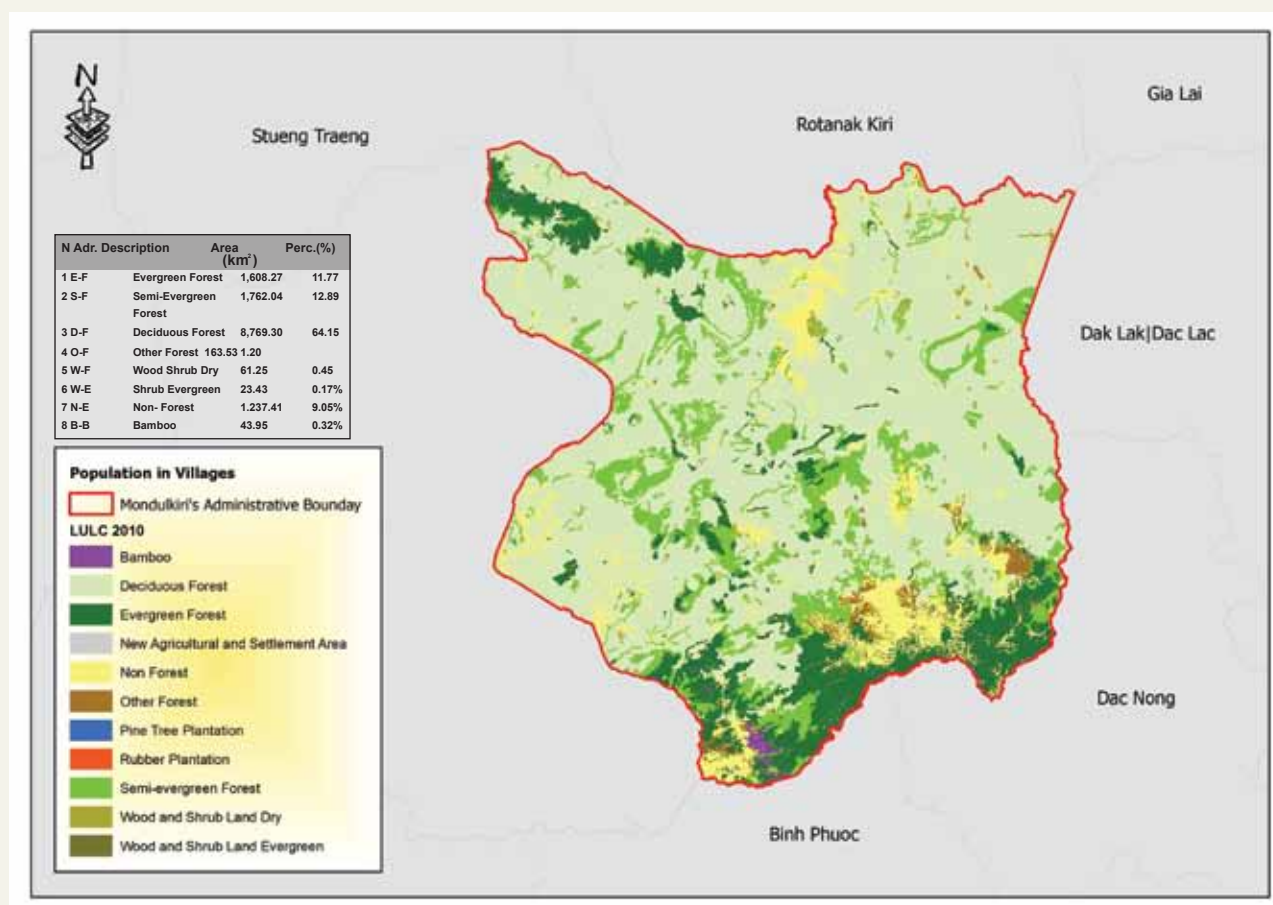 N
Stueng Traeng
Rotanak Kiri
Gia Lai
Dak Lak|Dac Lac
Dac Nong
Binh Phuoc
N Adr. Description Area (km²) Perc.(%)
1 E-F Evergreen Forest 1,608.27 11.77
2 S-F Semi-Evergreen Forest 1,762.04 12.89
3 D-F Deciduous Forest 8,769.30 64.15
4 O-F Other Forest 163.53 1.20
5 W-F Wood Shrub Dry 61.25 0.45
6 W-E Shrub Evergreen 23.43 0.17%
7 N-E Non- Forest 1.237.41 9.05%
8 B-B Bamboo 43.95 0.32%
Population in Villages
Mondulkiri's Administrative Bounday
LULC 2010
Bamboo
Deciduous Forest
Evergreen Forest
New Agricultural and Settlement Area
Non Forest
Other Forest
Pine Tree Plantation
Rubber Plantation
Semi-evergreen Forest
Wood and Shrub Land Dry
Wood and Shrub Land Evergreen